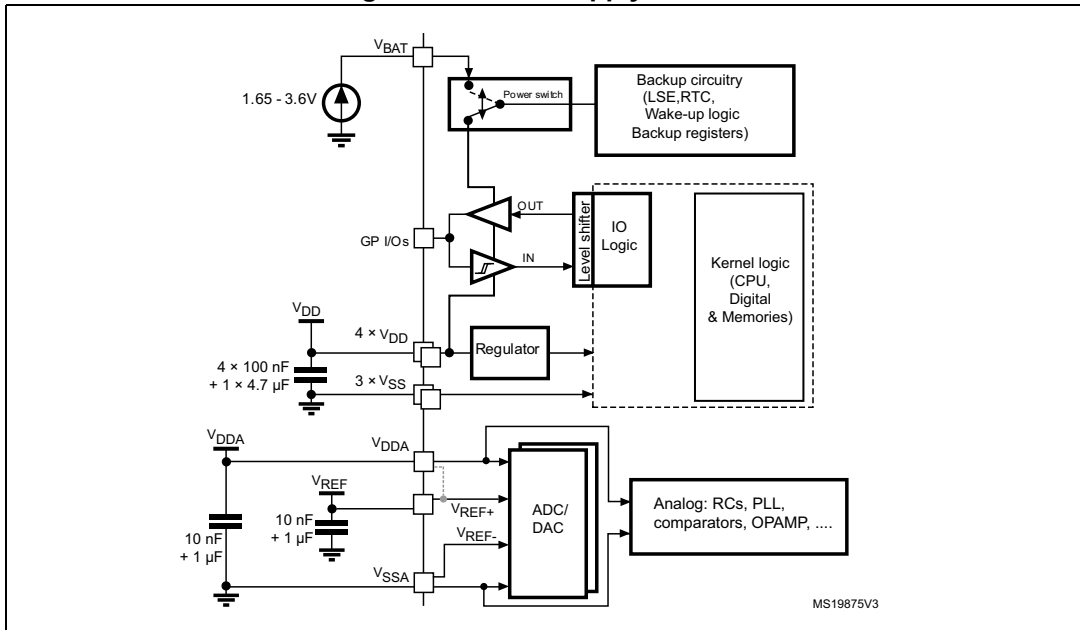 VBAT
1.65 - 3.6V
Power switch
Backup circuitry
(LSE,RTC,
Wake-up logic
Backup registers)
OUT
GP I/Os
IN
Level shifter
IO
Logic
Kernel logic
(CPU,
Digital
& Memories)
VDD
4 × VDD
Regulator
4 × 100 nF
+ 1 × 4.7 µF
3 × VSS
VDDA
VDDA
VREF
10 nF
+ 1 µF
10 nF
+ 1 µF
VREF+
VREF-
ADC/
DAC
Analog: RCs, PLL,
comparators, OPAMP, ....
VSSA
MS19875V3